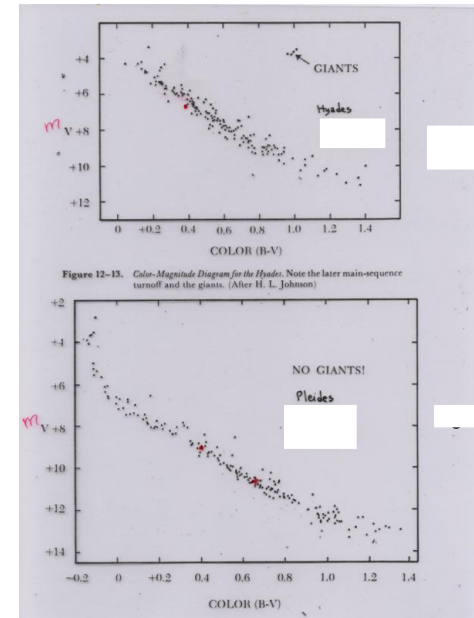 +4
GIANTS
+6
Hyades
m V +8
+10
+12
0 +0.2 0.4 0.6 0.8 1.0 1.2 1.4
COLOR (B-V)
Figure 12–13. Color-Magnitude Diagram for the Hyades. Note the later main-sequence
turnoff and the giants. (After H. L. Johnson)
+2
+4
NO GIANTS!
+6
Pleides
m V +8
+10
+12
+14
−0.2 0 +0.2 0.4 0.6 0.8 1.0 1.2 1.4
COLOR (B-V)